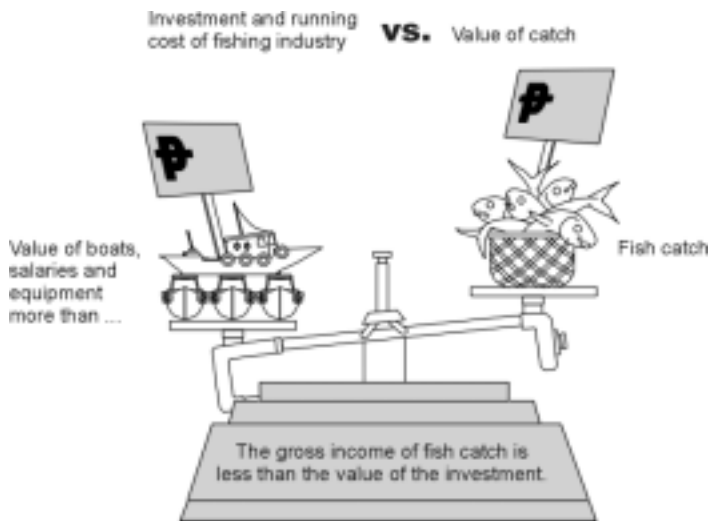 Investment and running
cost of fishing industry
vs.
Value of catch
₱
₱
Value of boats,
salaries and
equipment
more than ...
Fish catch
The gross income of fish catch is
less than the value of the investment.